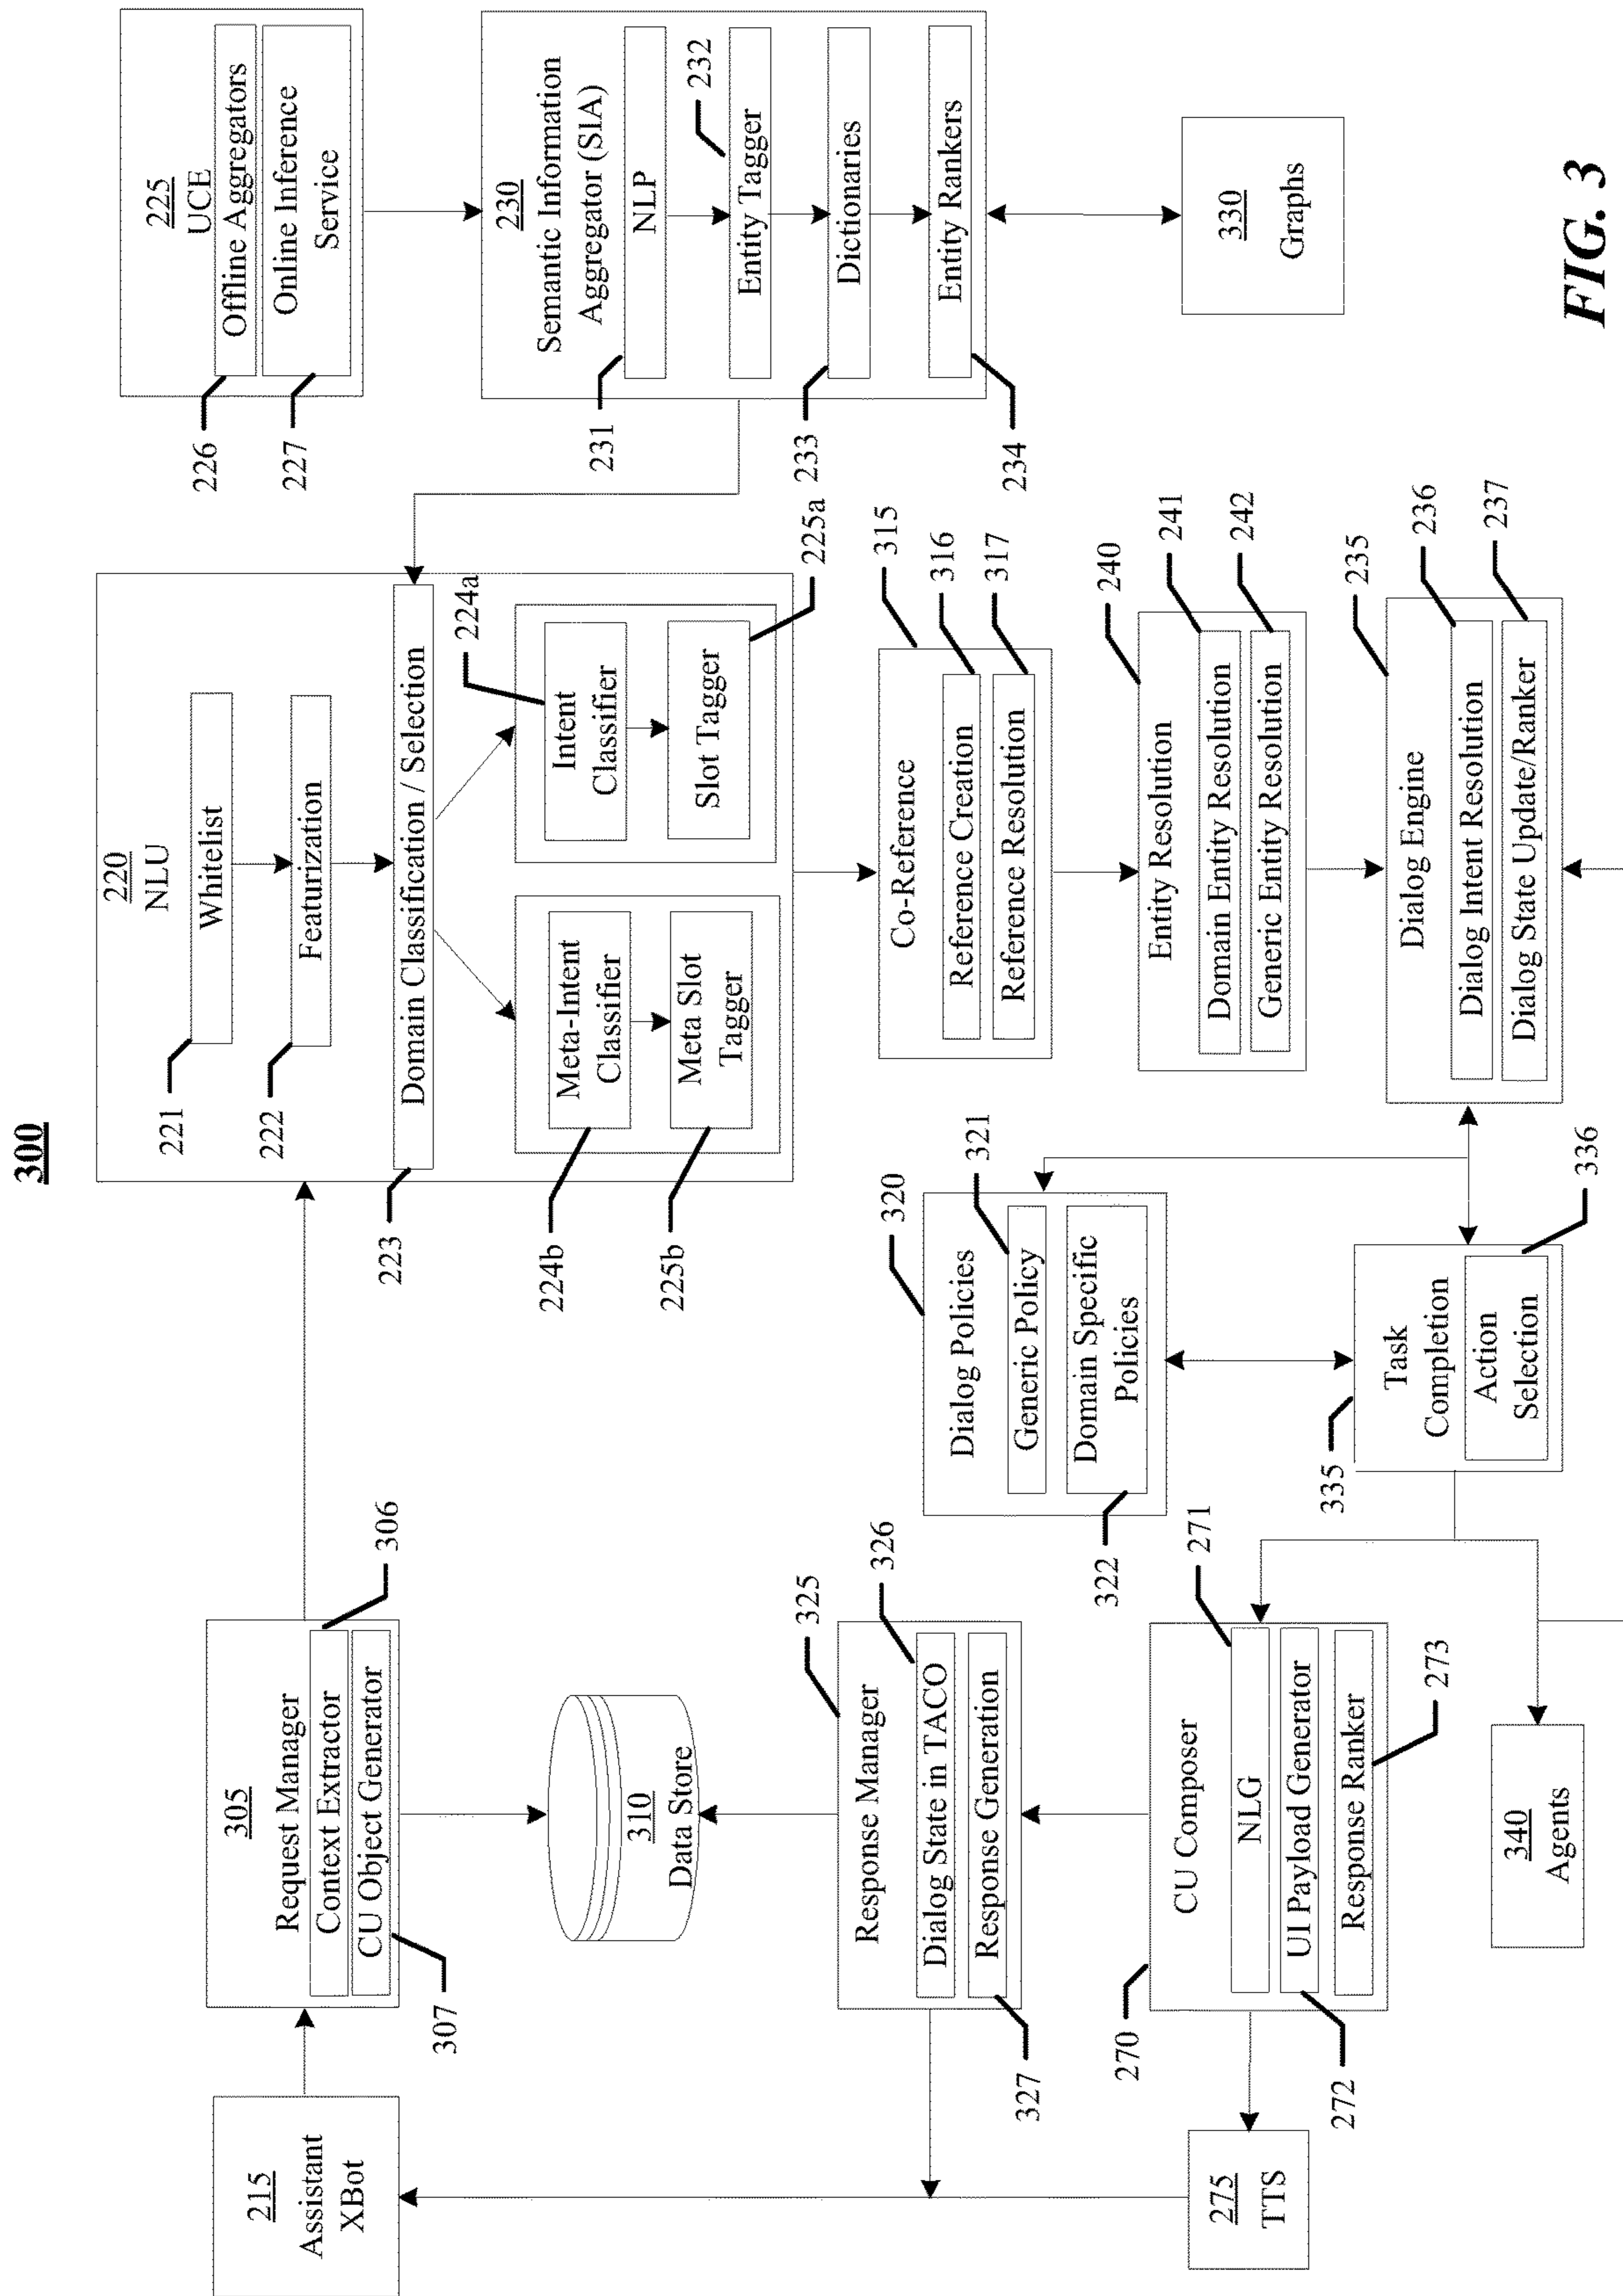 300
215
Assistant
XBot
305
Request Manager
Context Extractor
CU Object Generator
306
307
310
Data Store
220
NLU
Whitelist
221
Featurization
222
Domain Classification / Selection
223
Meta-Intent
Classifier
224b
Meta Slot
Tagger
225b
Intent
Classifier
224a
Slot Tagger
225a
225
UCE
Offline Aggregators
226
Online Inference
Service
227
230
Semantic Information
Aggregator (SIA)
NLP
231
Entity Tagger
232
Dictionaries
233
Entity Rankers
234
330
Graphs
Co-Reference
315
Reference Creation
316
Reference Resolution
317
Entity Resolution
240
Domain Entity Resolution
241
Generic Entity Resolution
242
Dialog Engine
235
Dialog Intent Resolution
236
Dialog State Update/Ranker
237
Dialog Policies
320
Generic Policy
321
Domain Specific
Policies
322
Task
Completion
335
Action
Selection
336
Response Manager
325
Dialog State in TACO
326
Response Generation
327
CU Composer
270
NLG
271
UI Payload Generator
272
Response Ranker
273
275
TTS
340
Agents
FIG. 3